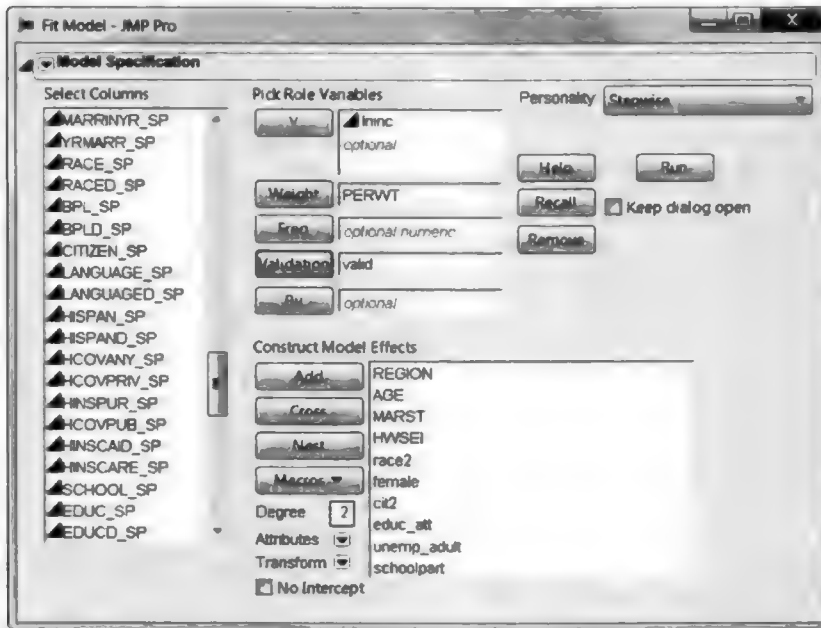 Fit Model - JMP Pro
Model Specification
Select Columns
MARRINYR_SP
YRMARR_SP
RACE_SP
RACED_SP
BPL_SP
BPLD_SP
CITIZEN_SP
LANGUAGE_SP
LANGUAGED_SP
HISPAN_SP
HISPAND_SP
HCOVANY_SP
HCOVPRIV_SP
HINSPUR_SP
HCOVPUB_SP
HINSCAID_SP
HINSCARE_SP
SCHOOL_SP
EDUC_SP
EDUCD_SP
Pick Role Variables
Y
lninc
optional
Weight
PERWT
Freq
optional numeric
Validation
valid
By
optional
Personality
Stepwise
Help
Run
Recall
Keep dialog open
Remove
Construct Model Effects
Add
Cross
Nest
Macros
Degree 2
Attributes
Transform
No Intercept
REGION
AGE
MARST
HWSEI
race2
female
cit2
educ_att
unemp_adult
schoolpart